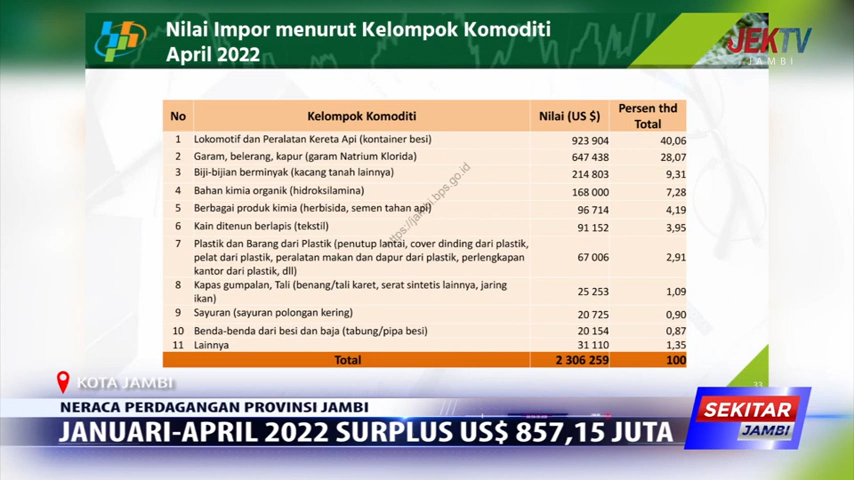 Nilai Impor menurut Kelompok Komoditi
April 2022
JEKTV
JAMBI
No Kelompok Komoditi Nilai (US $) Persen thd Total
1 Lokomotif dan Peralatan Kereta Api (kontainer besi) 923 904 40,06
2 Garam, belerang, kapur (garam Natrium Klorida) 647 438 28,07
3 Biji-bijian berminyak (kacang tanah lainnya) 214 803 9,31
4 Bahan kimia organik (hidroksilamina) 168 000 7,28
5 Berbagai produk kimia (herbisida, semen tahan api) 96 714 4,19
6 Kain ditenun berlapis (tekstil) 91 152 3,95
7 Plastik dan Barang dari Plastik (penutup lantai, cover dinding dari plastik,
pelat dari plastik, peralatan makan dan dapur dari plastik, perlengkapan
kantor dari plastik, dll) 67 006 2,91
8 Kapas gumpalan, Tali (benang/tali karet, serat sintetis lainnya, jaring
ikan) 25 253 1,09
9 Sayuran (sayuran polongan kering) 20 725 0,90
10 Benda-benda dari besi dan baja (tabung/pipa besi) 20 154 0,87
11 Lainnya 31 110 1,35
Total 2 306 259 100
https://jambi.bps.go.id
33
KOTA JAMBI
NERACA PERDAGANGAN PROVINSI JAMBI
JANUARI-APRIL 2022 SURPLUS US$ 857,15 JUTA
SEKITAR
JAMBI